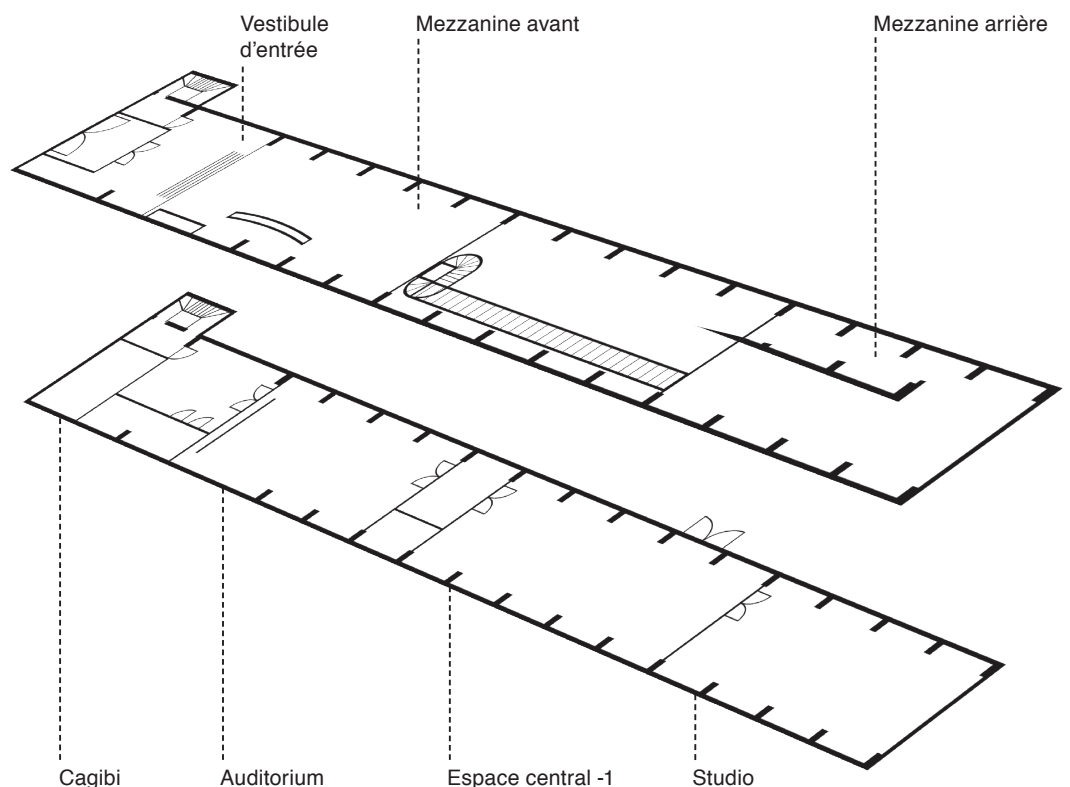 Vestibule
d'entrée
Mezzanine avant
Mezzanine arrière
Cagibi
Auditorium
Espace central -1
Studio